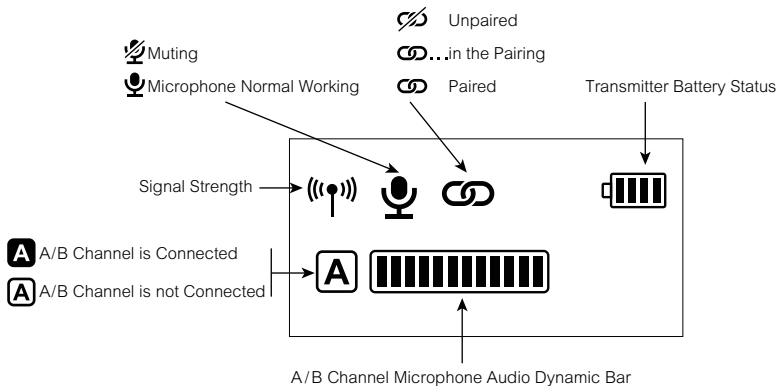 Unpaired
Muting
...in the Pairing
Microphone Normal Working
Paired
Transmitter Battery Status
Signal Strength
A A/B Channel is Connected
A
A A/B Channel is not Connected
A/B Channel Microphone Audio Dynamic Bar